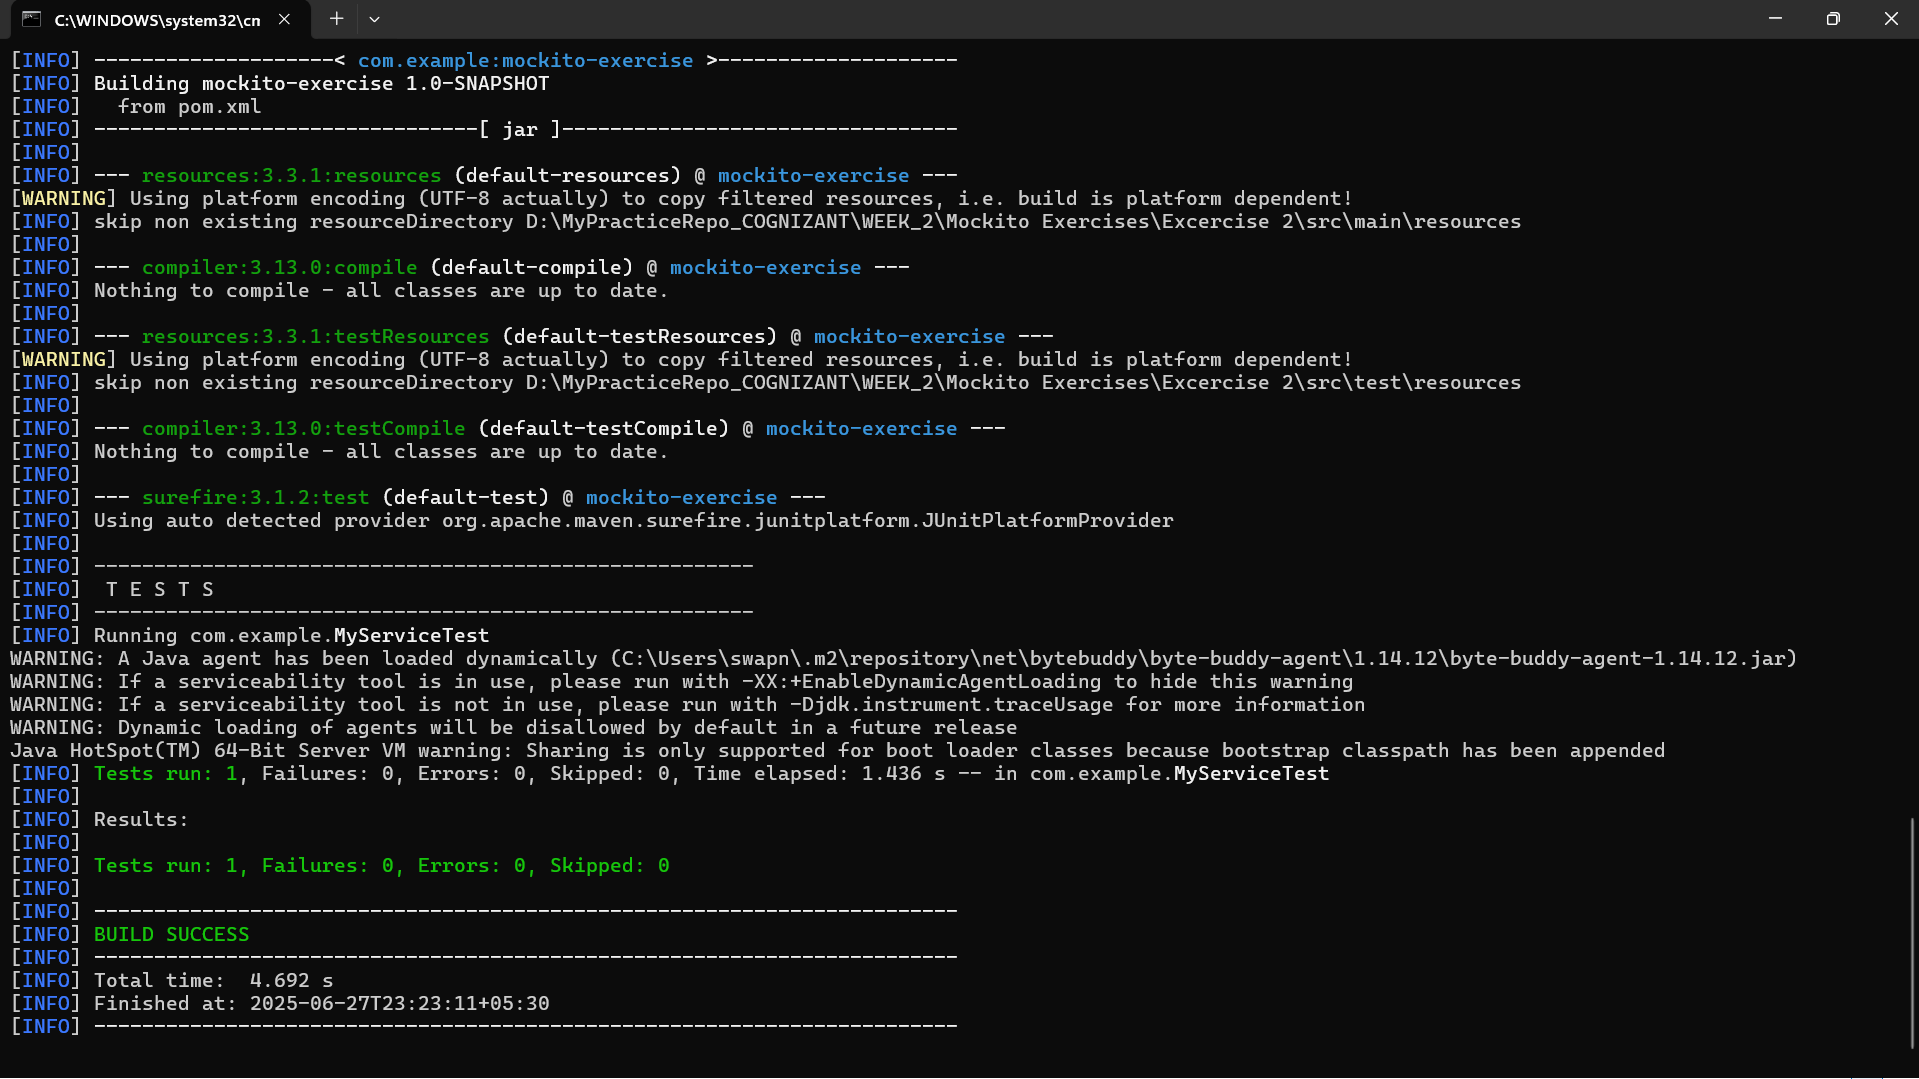 C:\WINDOWS\system32\cn
[INFO] --------------------< com.example:mockito-exercise >--------------------
[INFO] Building mockito-exercise 1.0-SNAPSHOT
[INFO]   from pom.xml
[INFO] --------------------------------[ jar ]---------------------------------
[INFO]
[INFO] --- resources:3.3.1:resources (default-resources) @ mockito-exercise ---
[WARNING] Using platform encoding (UTF-8 actually) to copy filtered resources, i.e. build is platform dependent!
[INFO] skip non existing resourceDirectory D:\MyPracticeRepo_COGNIZANT\WEEK_2\Mockito Exercises\Excercise 2\src\main\resources
[INFO]
[INFO] --- compiler:3.13.0:compile (default-compile) @ mockito-exercise ---
[INFO] Nothing to compile - all classes are up to date.
[INFO]
[INFO] --- resources:3.3.1:testResources (default-testResources) @ mockito-exercise ---
[WARNING] Using platform encoding (UTF-8 actually) to copy filtered resources, i.e. build is platform dependent!
[INFO] skip non existing resourceDirectory D:\MyPracticeRepo_COGNIZANT\WEEK_2\Mockito Exercises\Excercise 2\src\test\resources
[INFO]
[INFO] --- compiler:3.13.0:testCompile (default-testCompile) @ mockito-exercise ---
[INFO] Nothing to compile - all classes are up to date.
[INFO]
[INFO] --- surefire:3.1.2:test (default-test) @ mockito-exercise ---
[INFO] Using auto detected provider org.apache.maven.surefire.junitplatform.JUnitPlatformProvider
[INFO]
[INFO] -------------------------------------------------------
[INFO]  T E S T S
[INFO] -------------------------------------------------------
[INFO] Running com.example.MyServiceTest
WARNING: A Java agent has been loaded dynamically (C:\Users\swapn\.m2\repository\net\bytebuddy\byte-buddy-agent\1.14.12\byte-buddy-agent-1.14.12.jar)
WARNING: If a serviceability tool is in use, please run with -XX:+EnableDynamicAgentLoading to hide this warning
WARNING: If a serviceability tool is not in use, please run with -Djdk.instrument.traceUsage for more information
WARNING: Dynamic loading of agents will be disallowed by default in a future release
Java HotSpot(TM) 64-Bit Server VM warning: Sharing is only supported for boot loader classes because bootstrap classpath has been appended
[INFO] Tests run: 1, Failures: 0, Errors: 0, Skipped: 0, Time elapsed: 1.436 s -- in com.example.MyServiceTest
[INFO]
[INFO] Results:
[INFO]
[INFO] Tests run: 1, Failures: 0, Errors: 0, Skipped: 0
[INFO]
[INFO] ------------------------------------------------------------------------
[INFO] BUILD SUCCESS
[INFO] ------------------------------------------------------------------------
[INFO] Total time:  4.692 s
[INFO] Finished at: 2025-06-27T23:23:11+05:30
[INFO] ------------------------------------------------------------------------